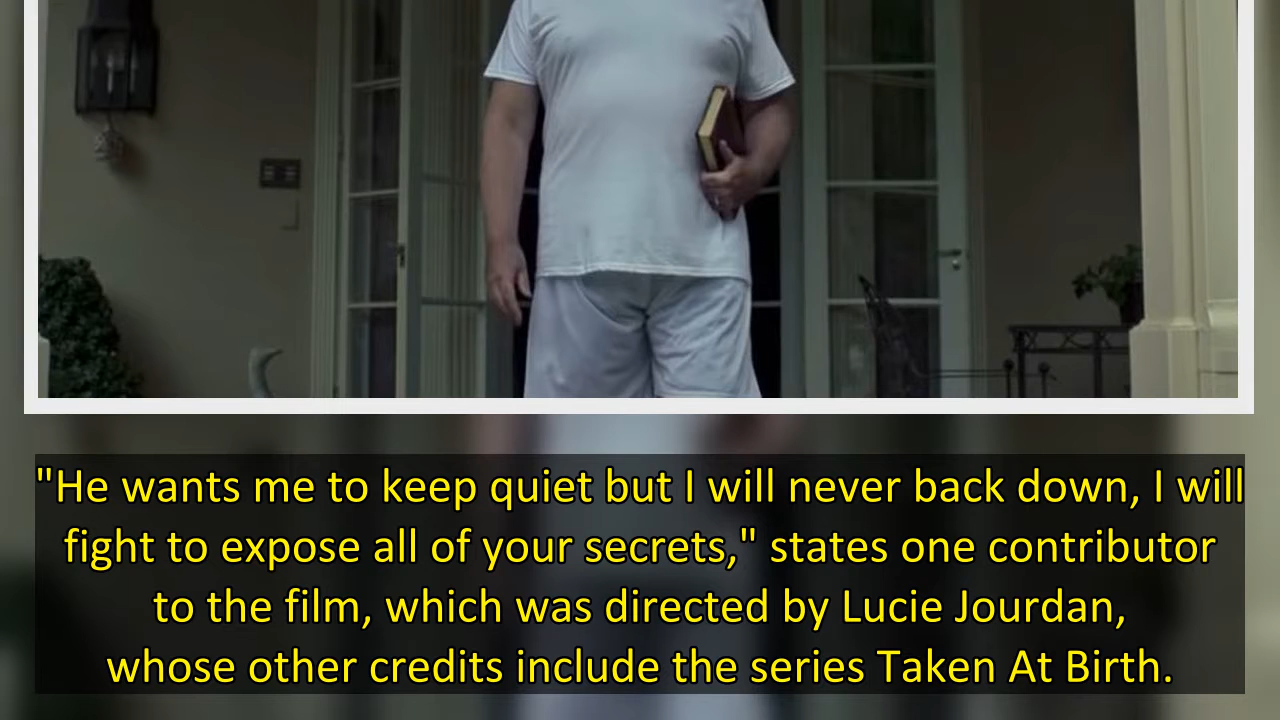 "He wants me to keep quiet but I will never back down, I will
fight to expose all of your secrets," states one contributor
to the film, which was directed by Lucie Jourdan,
whose other credits include the series Taken At Birth.